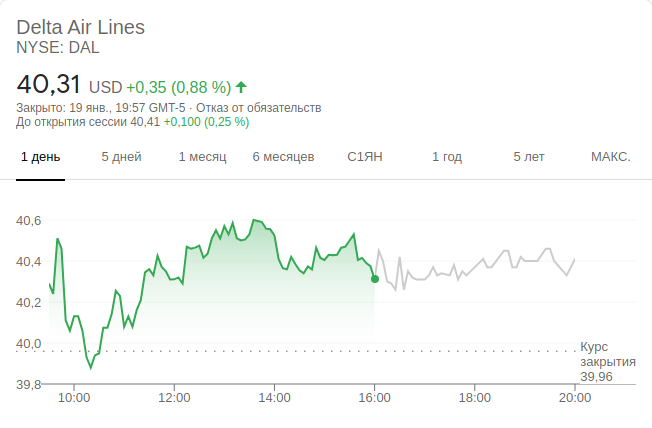 Delta Air Lines
NYSE: DAL
40,31 USD +0,35 (0,88 %)
Закрыто: 19 янв., 19:57 GMT-5 · Отказ от обязательств
До открытия сессии 40,41 +0,100 (0,25 %)
1 день 5 дней 1 месяц 6 месяцев С1ЯН 1 год 5 лет МАКС.
40,6
40,4
40,2
40,0
39,8
Курс
закрытия
39,96
10:00 12:00 14:00 16:00 18:00 20:00